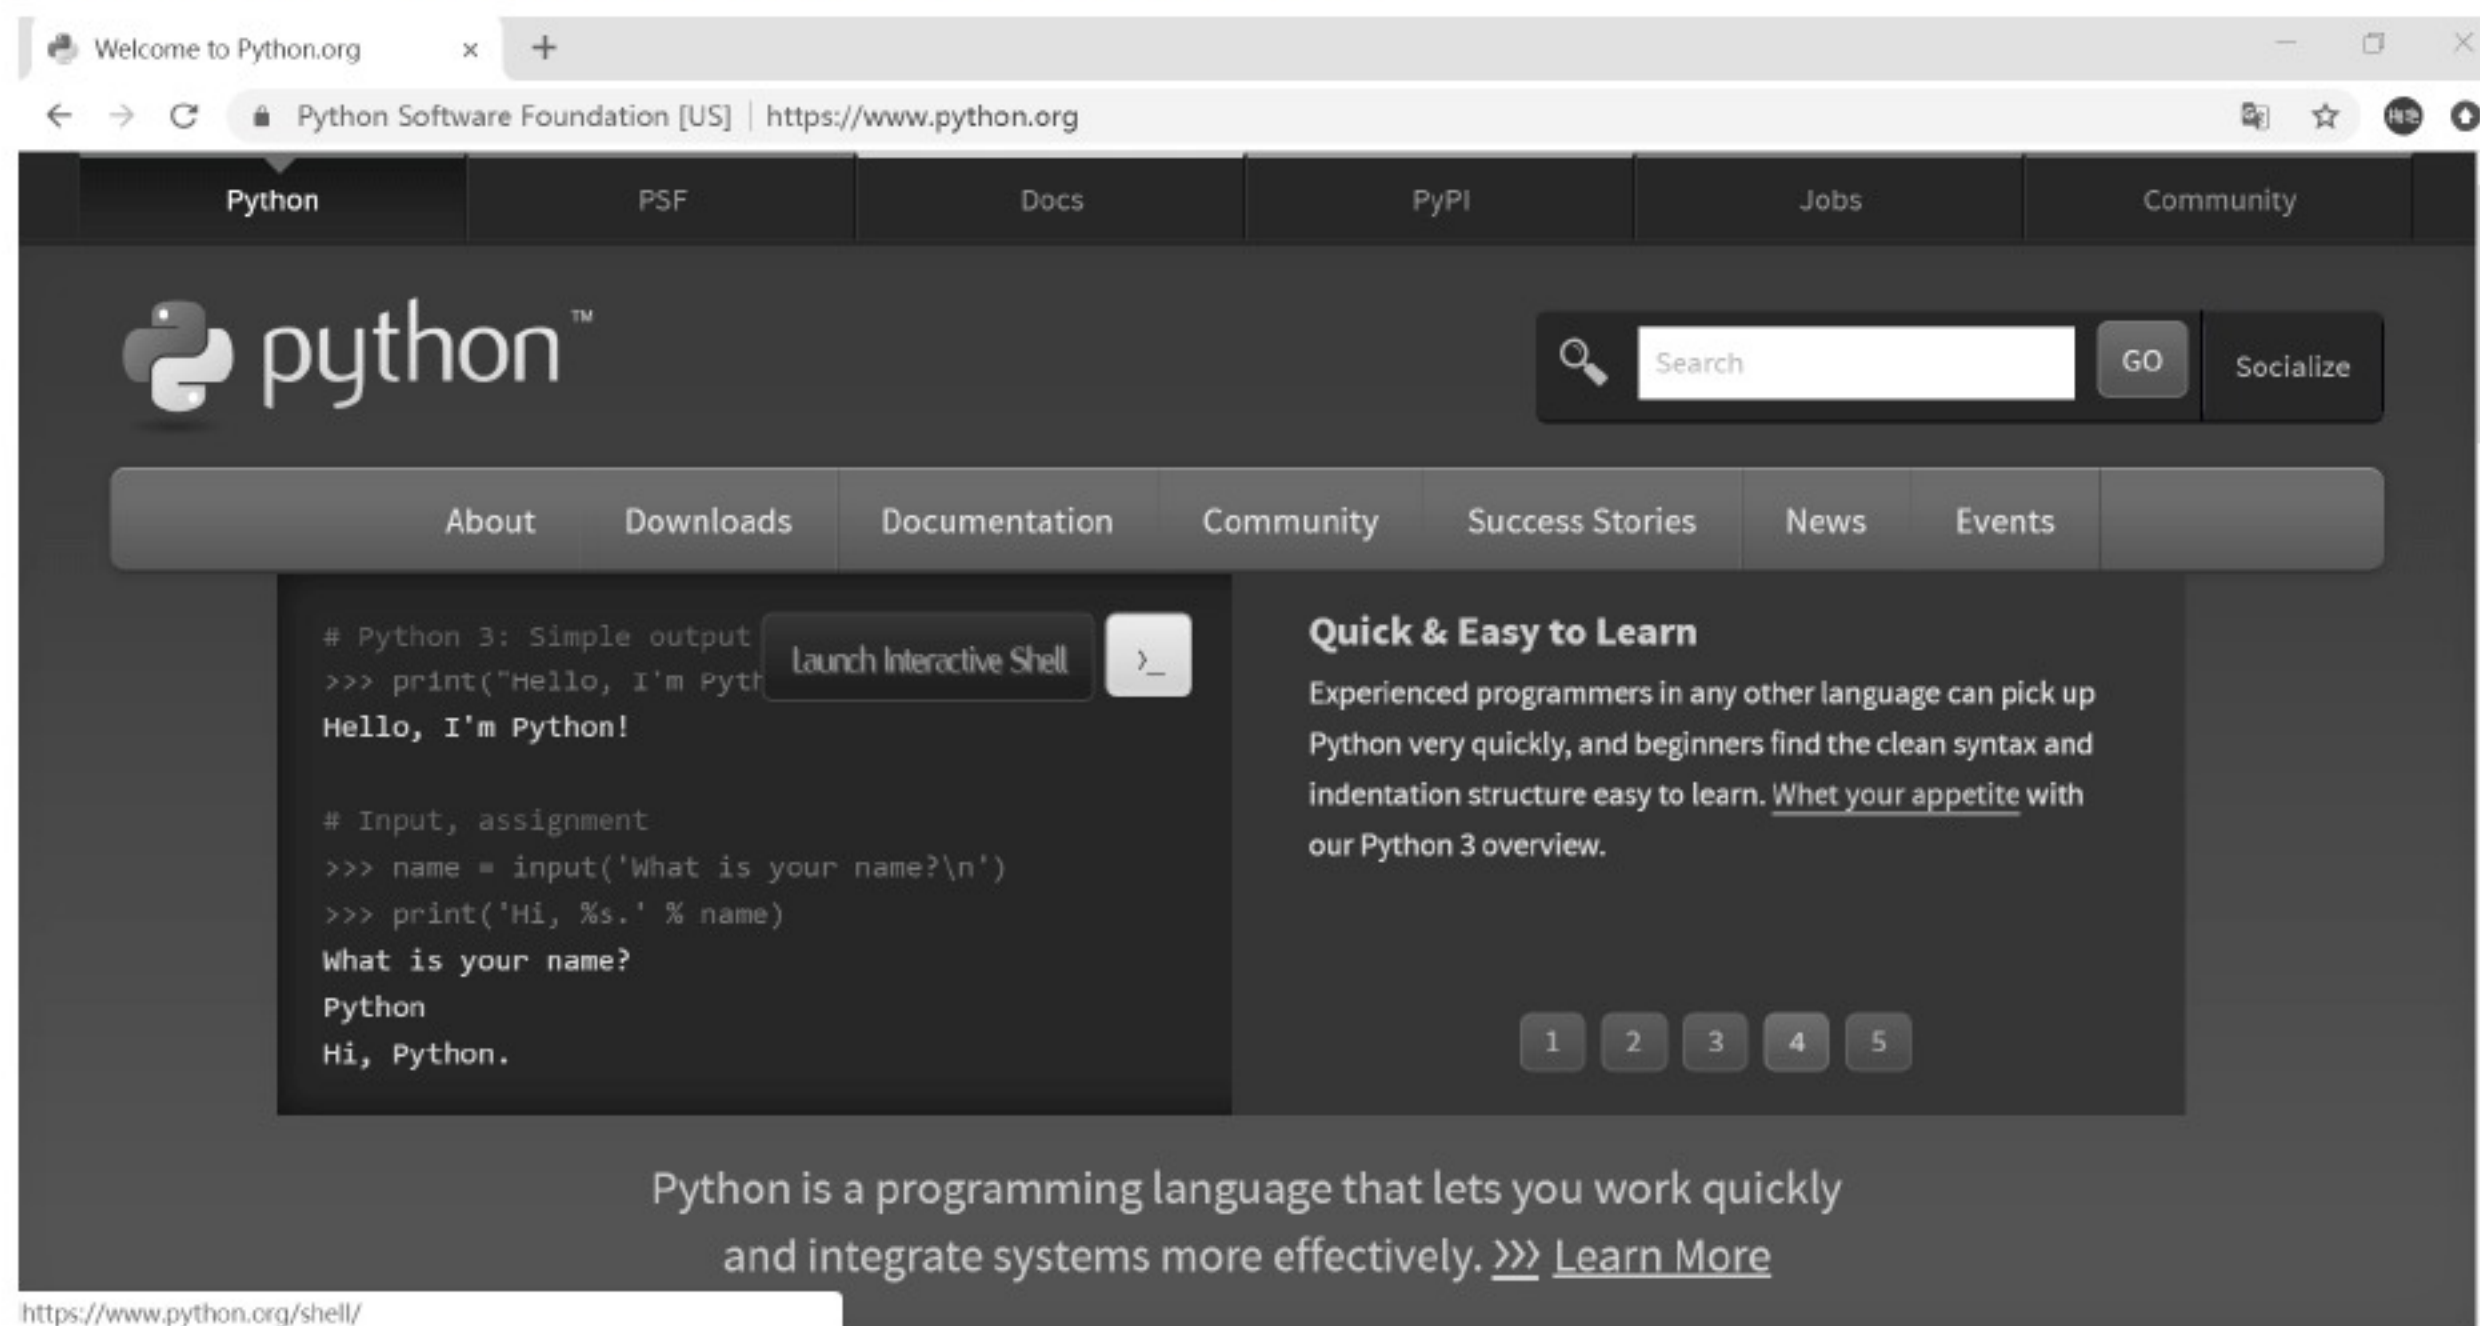 Welcome to Python.org
Python Software Foundation [US] | https://www.python.org
Python PSF Docs PyPI Jobs Community
python™
Search GO Socialize
About Downloads Documentation Community Success Stories News Events
# Python 3: Simple output
>>> print("Hello, I'm Pyth
Launch Interactive Shell
>_
Hello, I'm Python!
# Input, assignment
>>> name = input('What is your name?\n')
>>> print('Hi, %s.' % name)
What is your name?
Python
Hi, Python.
Quick & Easy to Learn
Experienced programmers in any other language can pick up
Python very quickly, and beginners find the clean syntax and
indentation structure easy to learn. Whet your appetite with
our Python 3 overview.
1 2 3 4 5
Python is a programming language that lets you work quickly
and integrate systems more effectively. >>> Learn More
https://www.python.org/shell/